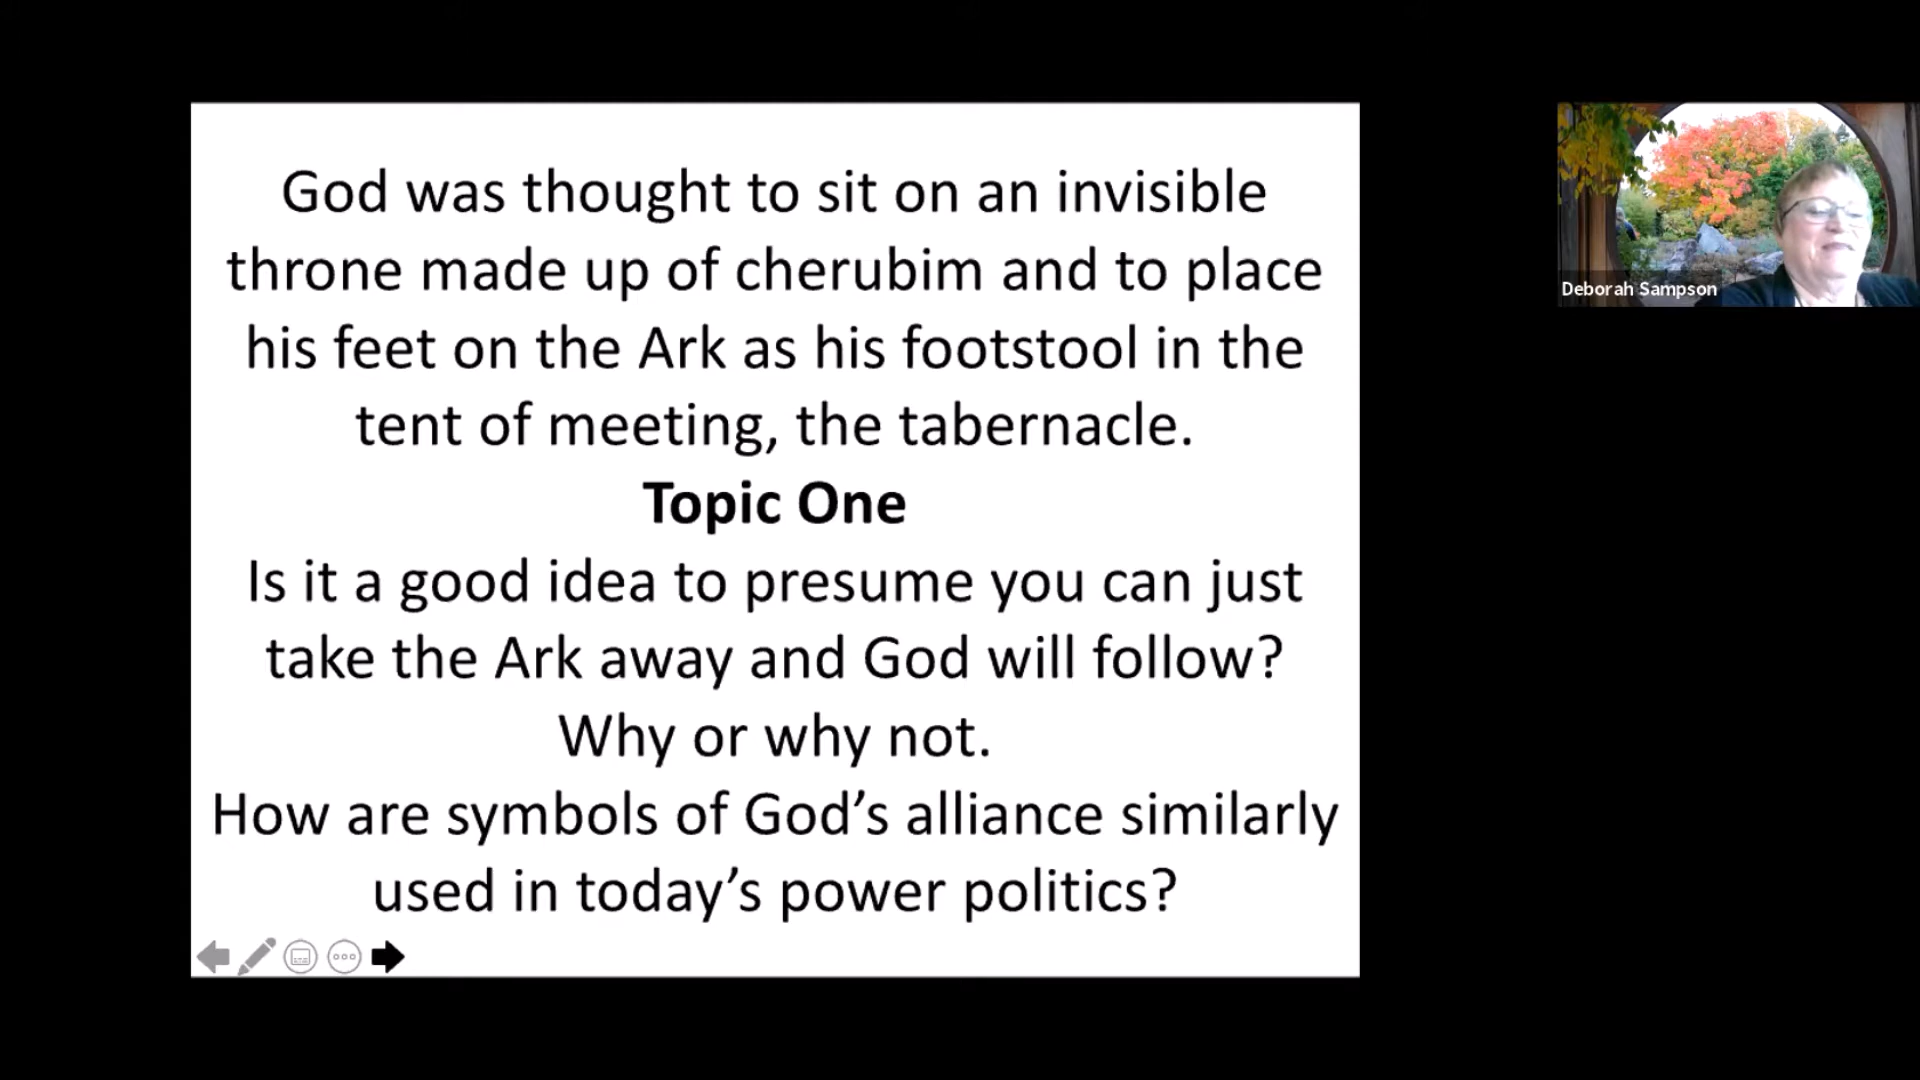 God was thought to sit on an invisible
throne made up of cherubim and to place
his feet on the Ark as his footstool in the
tent of meeting, the tabernacle.
Topic One
Is it a good idea to presume you can just
take the Ark away and God will follow?
Why or why not.
How are symbols of God’s alliance similarly
used in today’s power politics?
Deborah Sampson